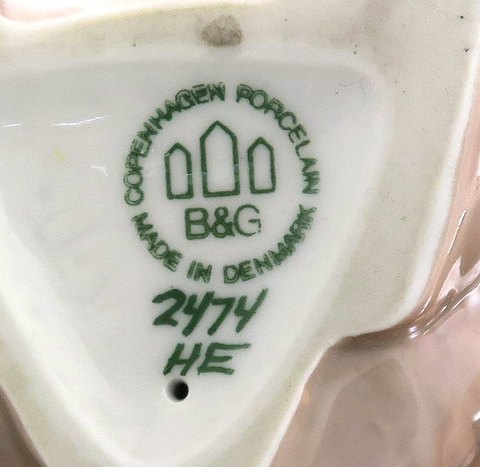 COPENHAGEN PORCELAIN
B&G
MADE IN DENMARK
2474
HE